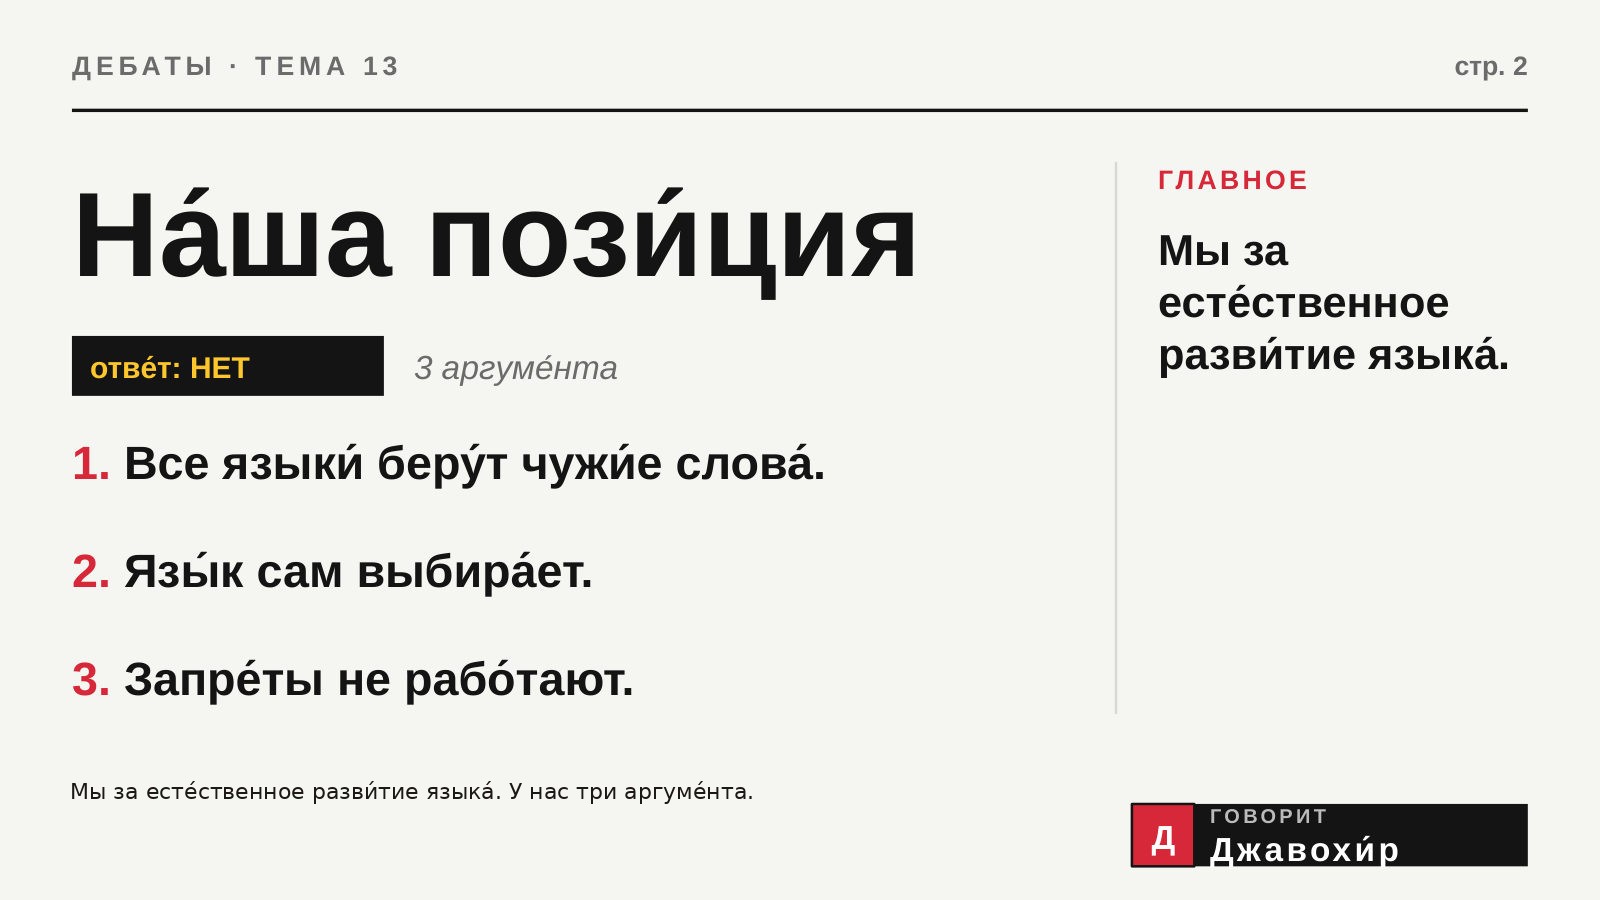 ДЕБАТЫ · ТЕМА 13
стр. 2
На́ша пози́ция
отве́т: НЕТ
3 аргуме́нта
1. Все языки́ беру́т чужи́е слова́.
2. Язы́к сам выбира́ет.
3. Запре́ты не рабо́тают.
ГЛАВНОЕ
Мы за
есте́ственное
разви́тие языка́.
Мы за есте́ственное разви́тие языка́. У нас три аргуме́нта.
Д
ГОВОРИТ
Джавохи́р